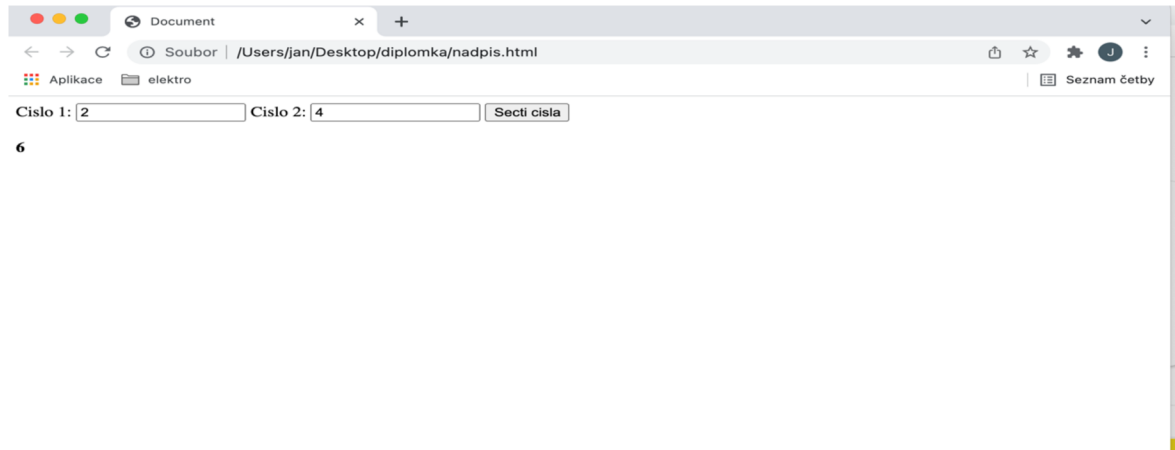 Document
Soubor /Users/jan/Desktop/diplomka/nadpis.html J
Aplikace elektro Seznam četby
Cislo 1: 2 Cislo 2: 4 Secti cisla
6